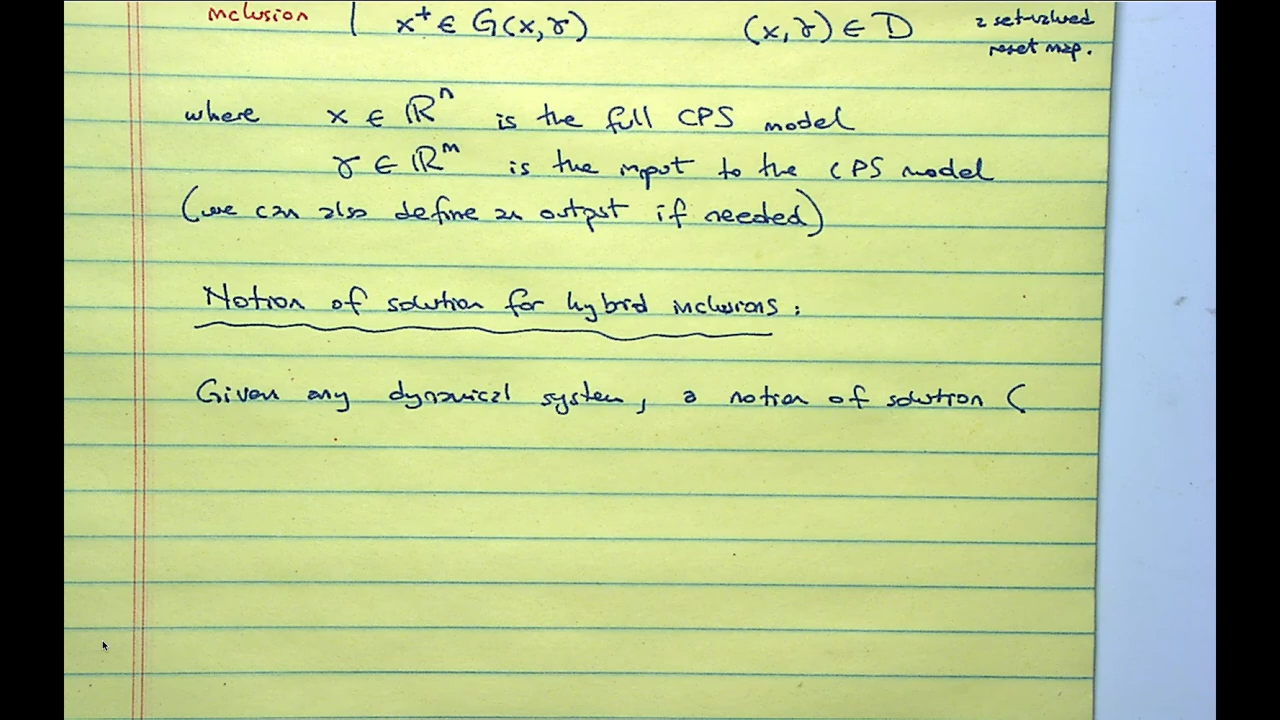 inclusion | x⁺ ∈ G(x,γ) (x,γ) ∈ D a set-valued
reset map.
where x ∈ ℝⁿ is the full CPS model
γ ∈ ℝᵐ is the input to the CPS model
(we can also define an output if needed)
Notion of solution for hybrid inclusions:
Given any dynamical system, a notion of solution (